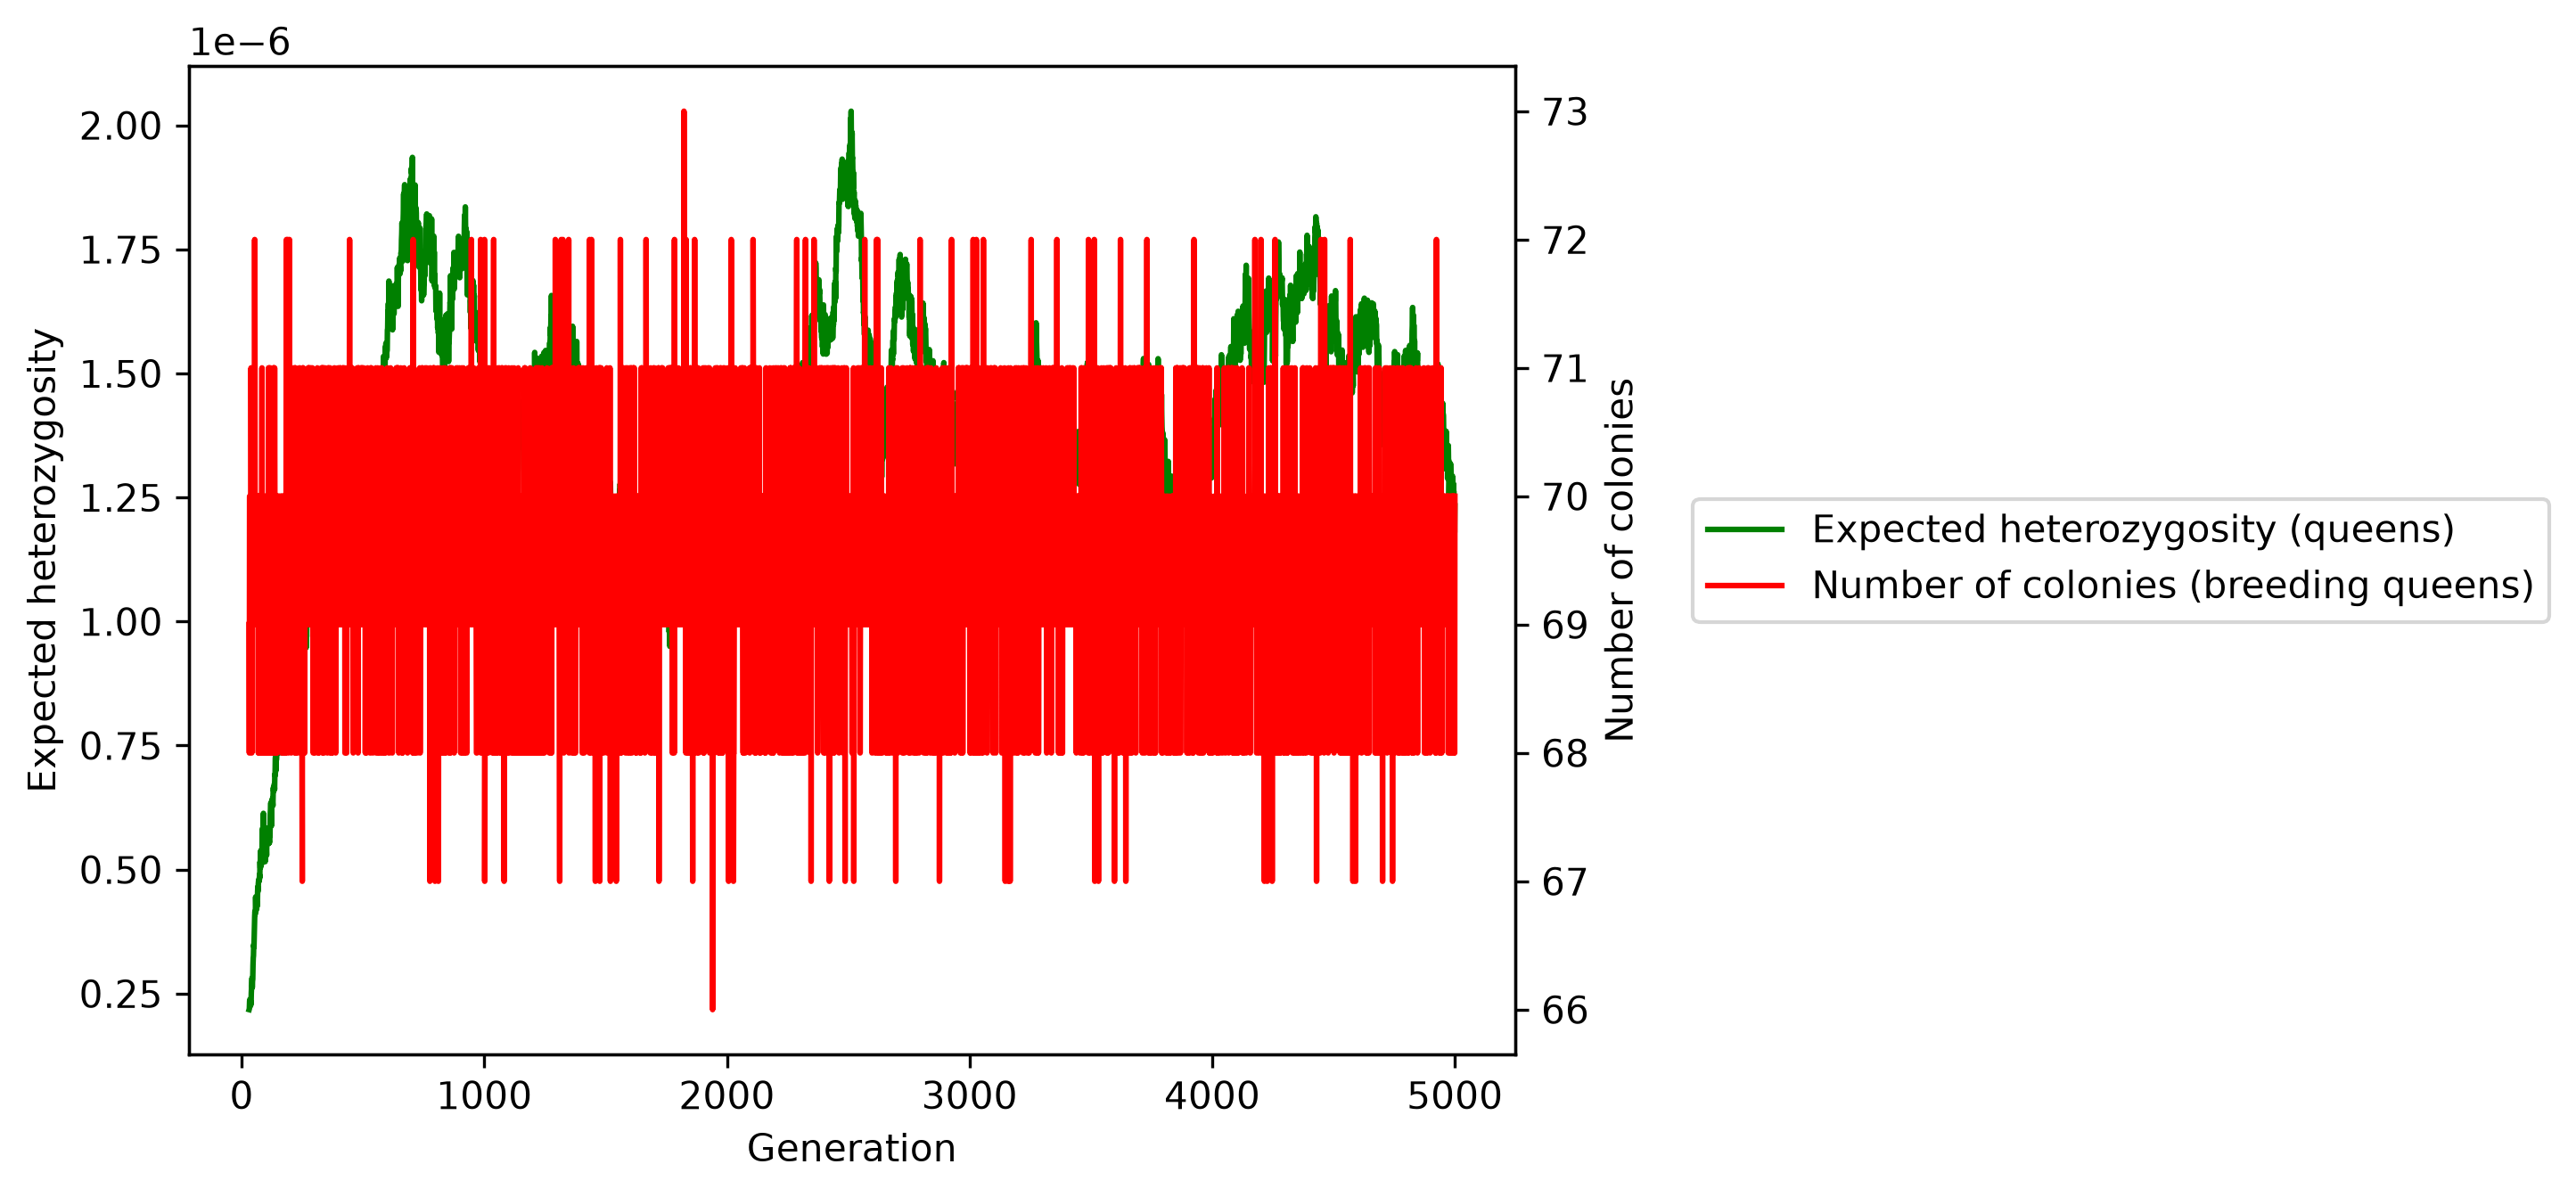 1e−6
2.00
1.75
1.50
1.25
1.00
0.75
0.50
0.25
Expected heterozygosity
73
72
71
70
69
68
67
66
Number of colonies
0 1000 2000 3000 4000 5000
Generation
Expected heterozygosity (queens)
Number of colonies (breeding queens)